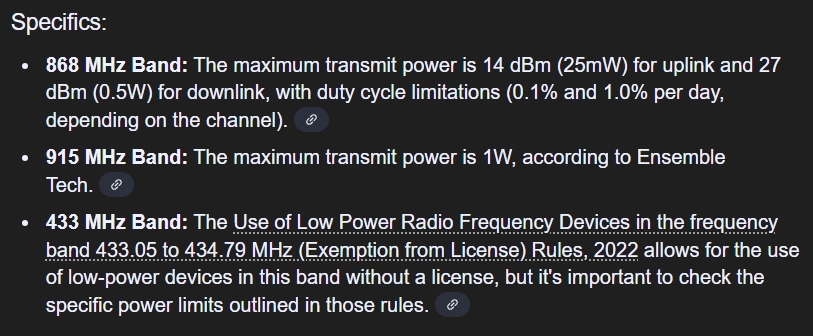 Specifics:
• 868 MHz Band: The maximum transmit power is 14 dBm (25mW) for uplink and 27
dBm (0.5W) for downlink, with duty cycle limitations (0.1% and 1.0% per day,
depending on the channel).
• 915 MHz Band: The maximum transmit power is 1W, according to Ensemble
Tech.
• 433 MHz Band: The Use of Low Power Radio Frequency Devices in the frequency
band 433.05 to 434.79 MHz (Exemption from License) Rules, 2022 allows for the use
of low-power devices in this band without a license, but it's important to check the
specific power limits outlined in those rules.